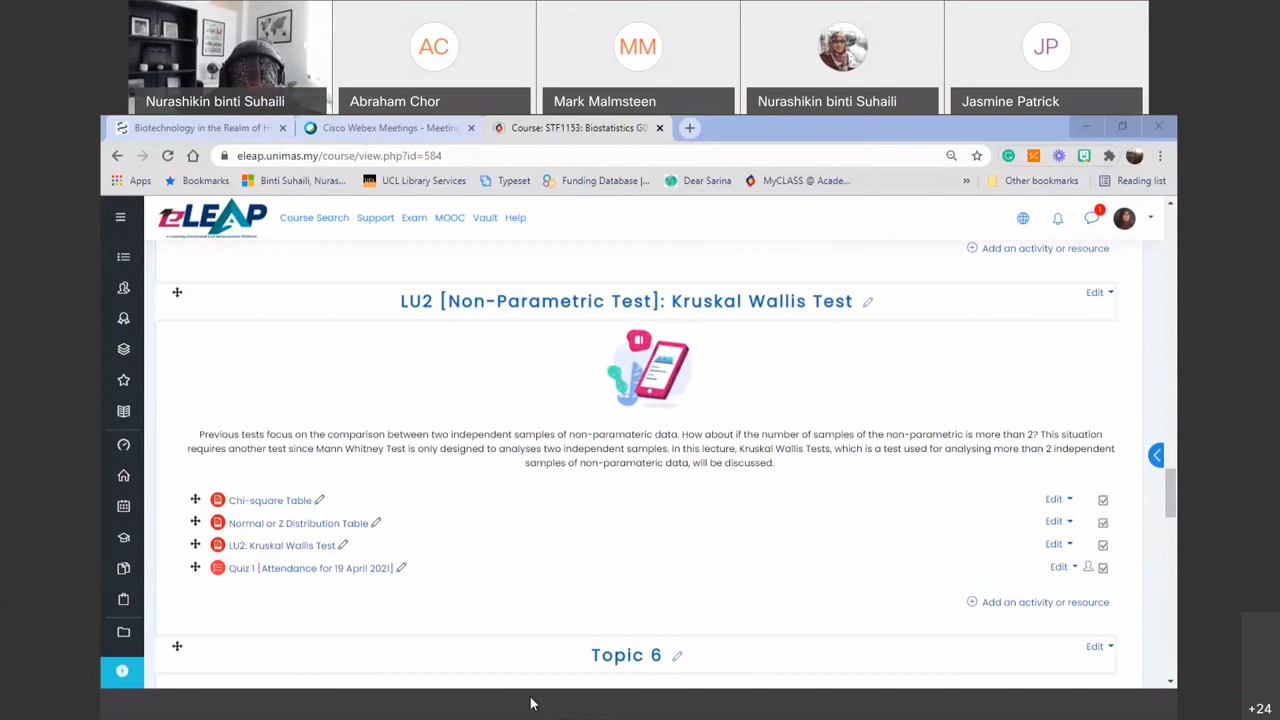 AC
MM
JP
Nurashikin binti Suhaili
Abraham Chor
Mark Malmsteen
Nurashikin binti Suhaili
Jasmine Patrick
Biotechnology in the Realm of H
Cisco Webex Meetings - Meeting
Course: STF1153: Biostatistics G0
eleap.unimas.my/course/view.php?id=584
Apps
Bookmarks
Binti Suhaili, Nuras...
UCL
UCL Library Services
Typeset
Funding Database |...
Dear Sarina
MyCLASS @ Acade...
Other bookmarks
Reading list
eLEAP
Course Search Support Exam MOOC Vault Help
1
Add an activity or resource
LU2 [Non-Parametric Test]: Kruskal Wallis Test
Edit
Previous tests focus on the comparison between two independent samples of non-paramateric data. How about if the number of samples of the non-parametric is more than 2? This situation
requires another test since Mann Whitney Test is only designed to analyses two independent samples. In this lecture, Kruskal Wallis Tests, which is a test used for analysing more than 2 independent
samples of non-paramateric data, will be discussed.
Chi-square Table
Edit
Normal or Z Distribution Table
Edit
LU2: Kruskal Wallis Test
Edit
Quiz 1 [Attendance for 19 April 2021]
Edit
Add an activity or resource
Topic 6
Edit
+24